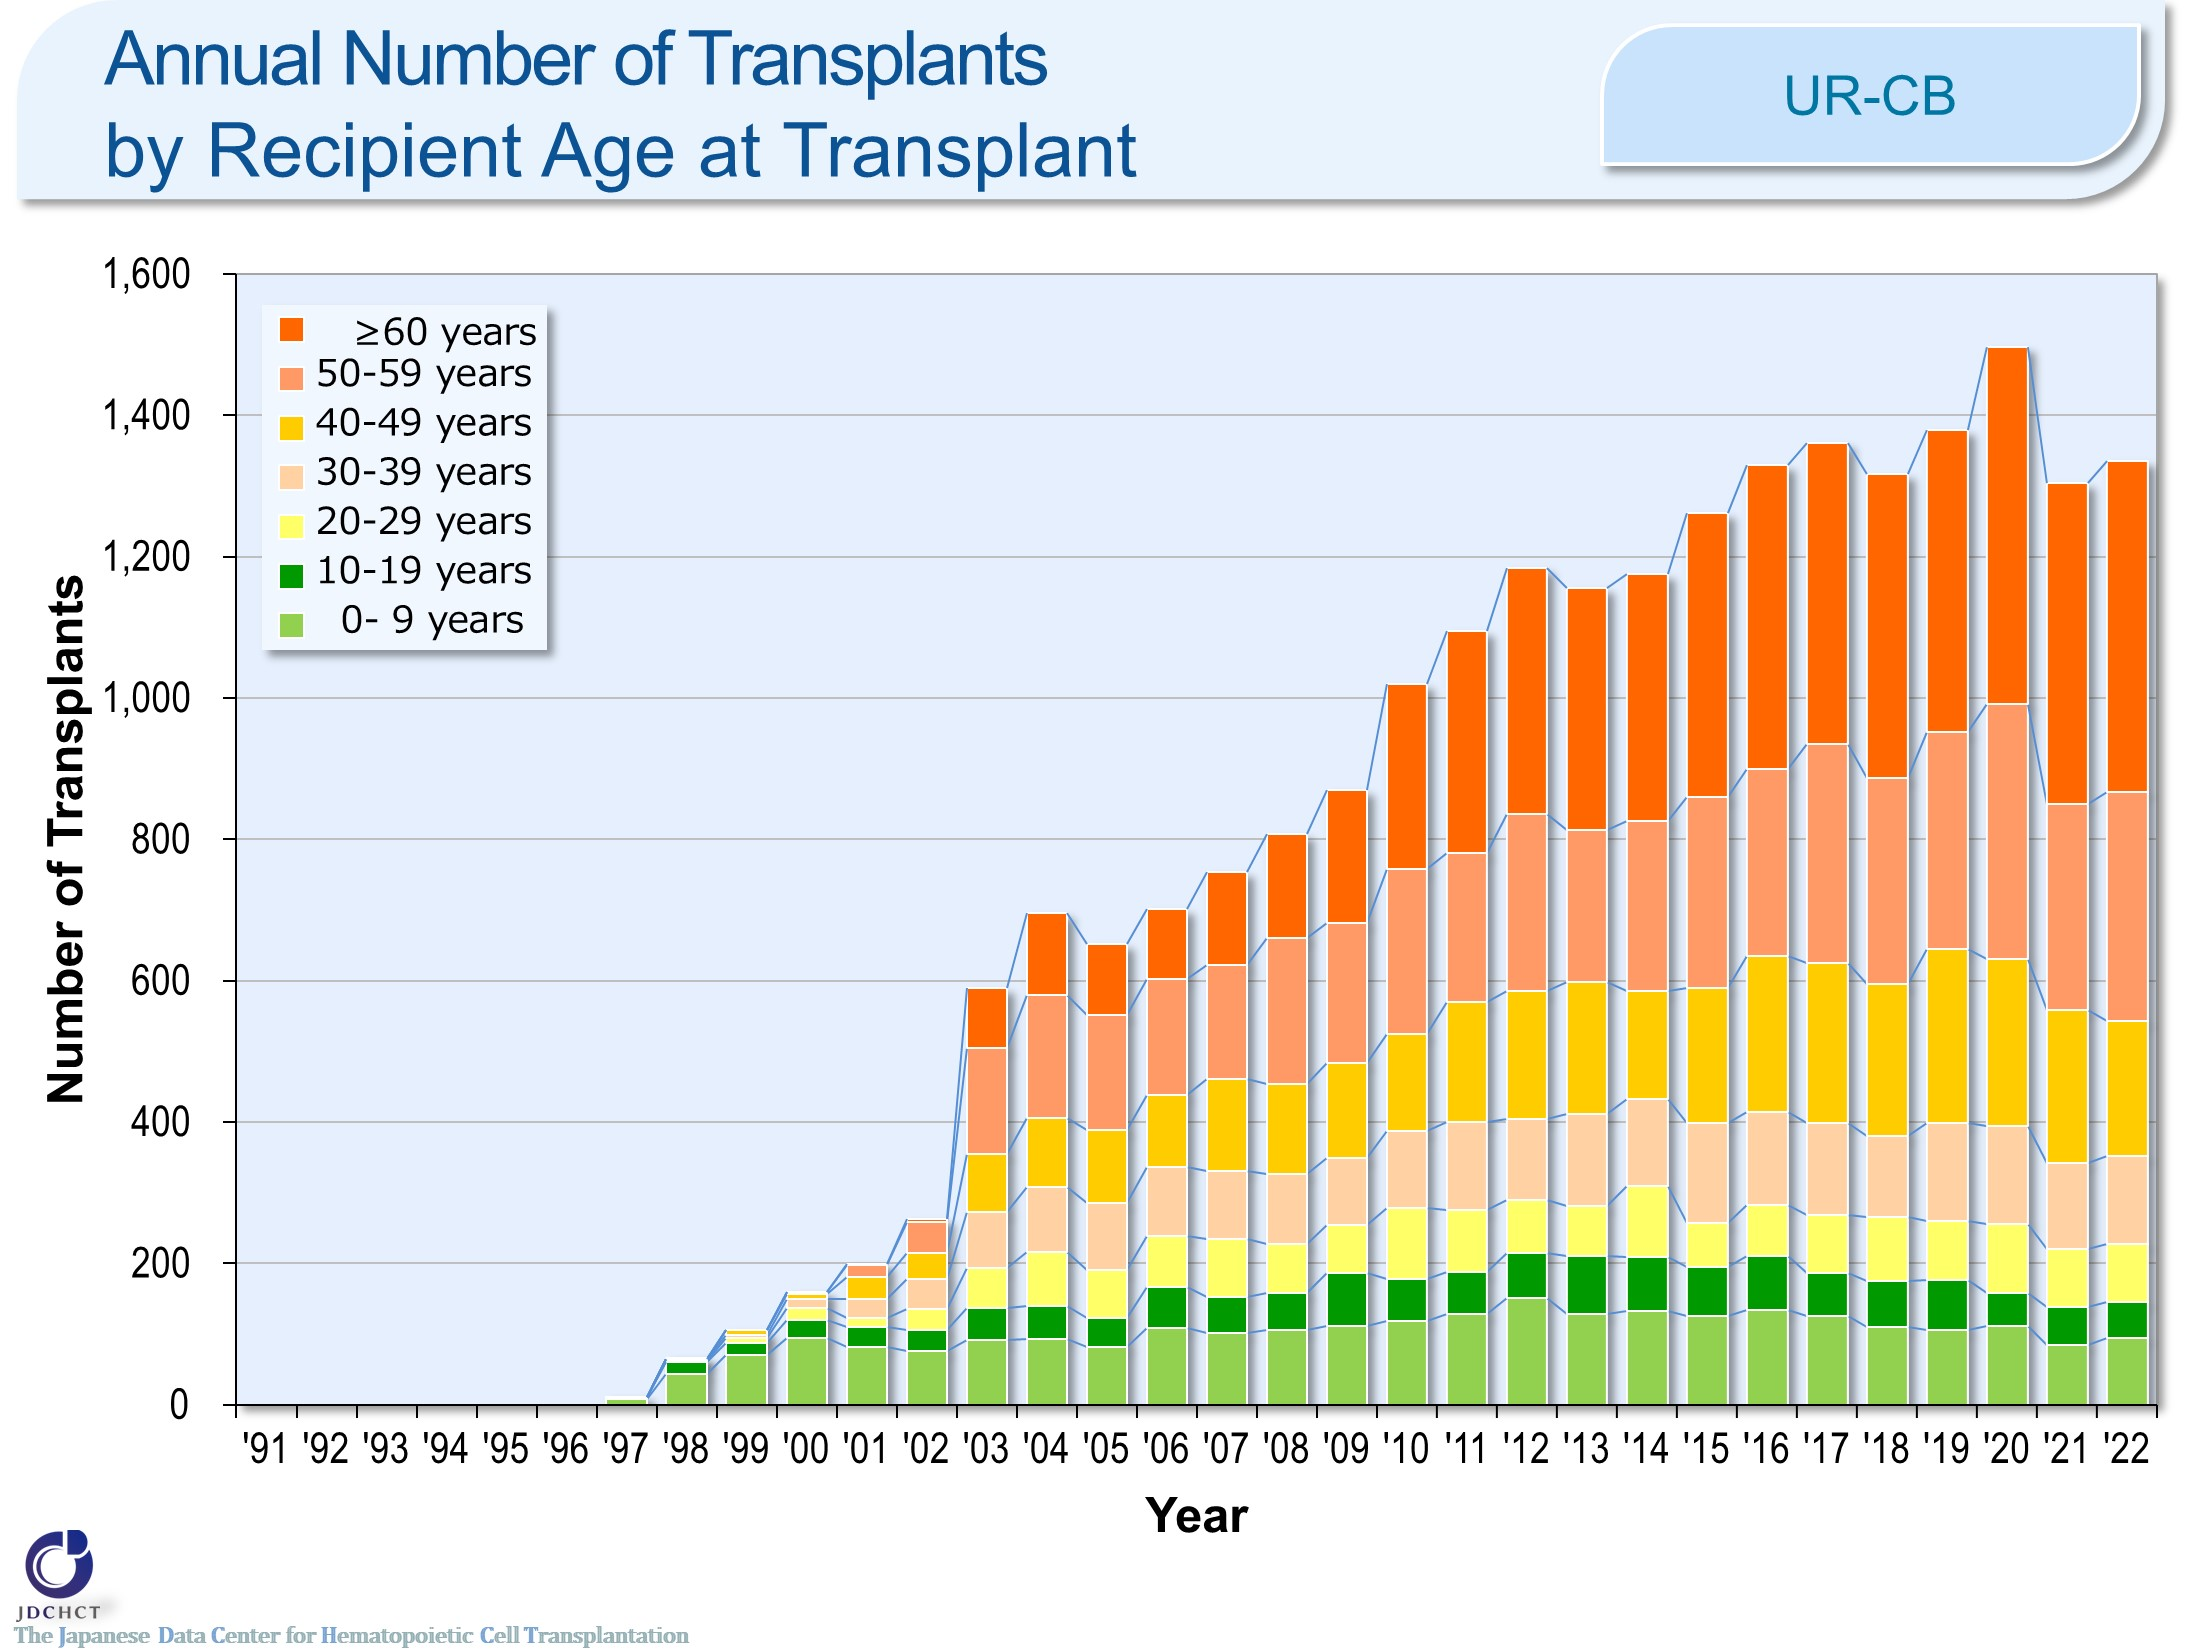 Annual Number of Transplants
by Recipient Age at Transplant
UR-CB
1,600
1,400
1,200
1,000
800
600
400
200
0
Number of Transplants
≥60 years
50-59 years
40-49 years
30-39 years
20-29 years
10-19 years
0- 9 years
'91 '92 '93 '94 '95 '96 '97 '98 '99 '00 '01 '02 '03 '04 '05 '06 '07 '08 '09 '10 '11 '12 '13 '14 '15 '16 '17 '18 '19 '20 '21 '22
Year
JDCHCT
The Japanese Data Center for Hematopoietic Cell Transplantation